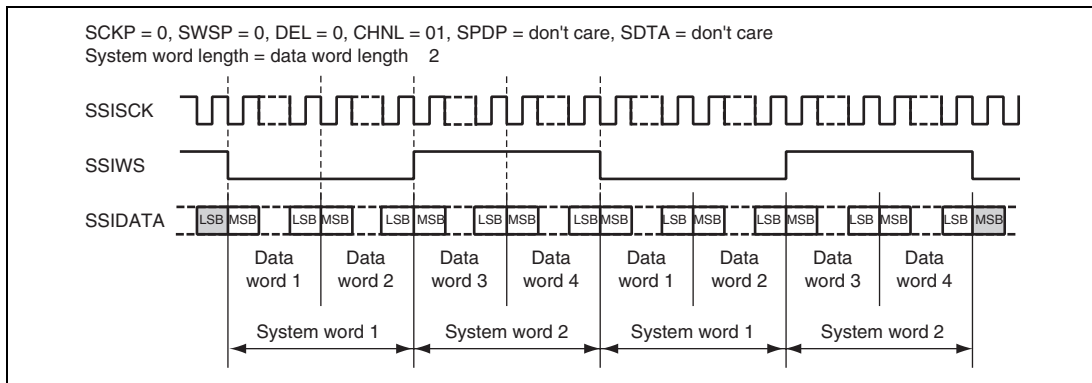 SCKP = 0, SWSP = 0, DEL = 0, CHNL = 01, SPDP = don't care, SDTA = don't care
System word length = data word length 2
SSISCK
SSIWS
SSIDATA
LSB MSB LSB MSB LSB MSB LSB MSB LSB MSB LSB MSB LSB MSB LSB MSB LSB MSB
Data word 1 Data word 2 Data word 3 Data word 4 Data word 1 Data word 2 Data word 3 Data word 4
System word 1 System word 2 System word 1 System word 2